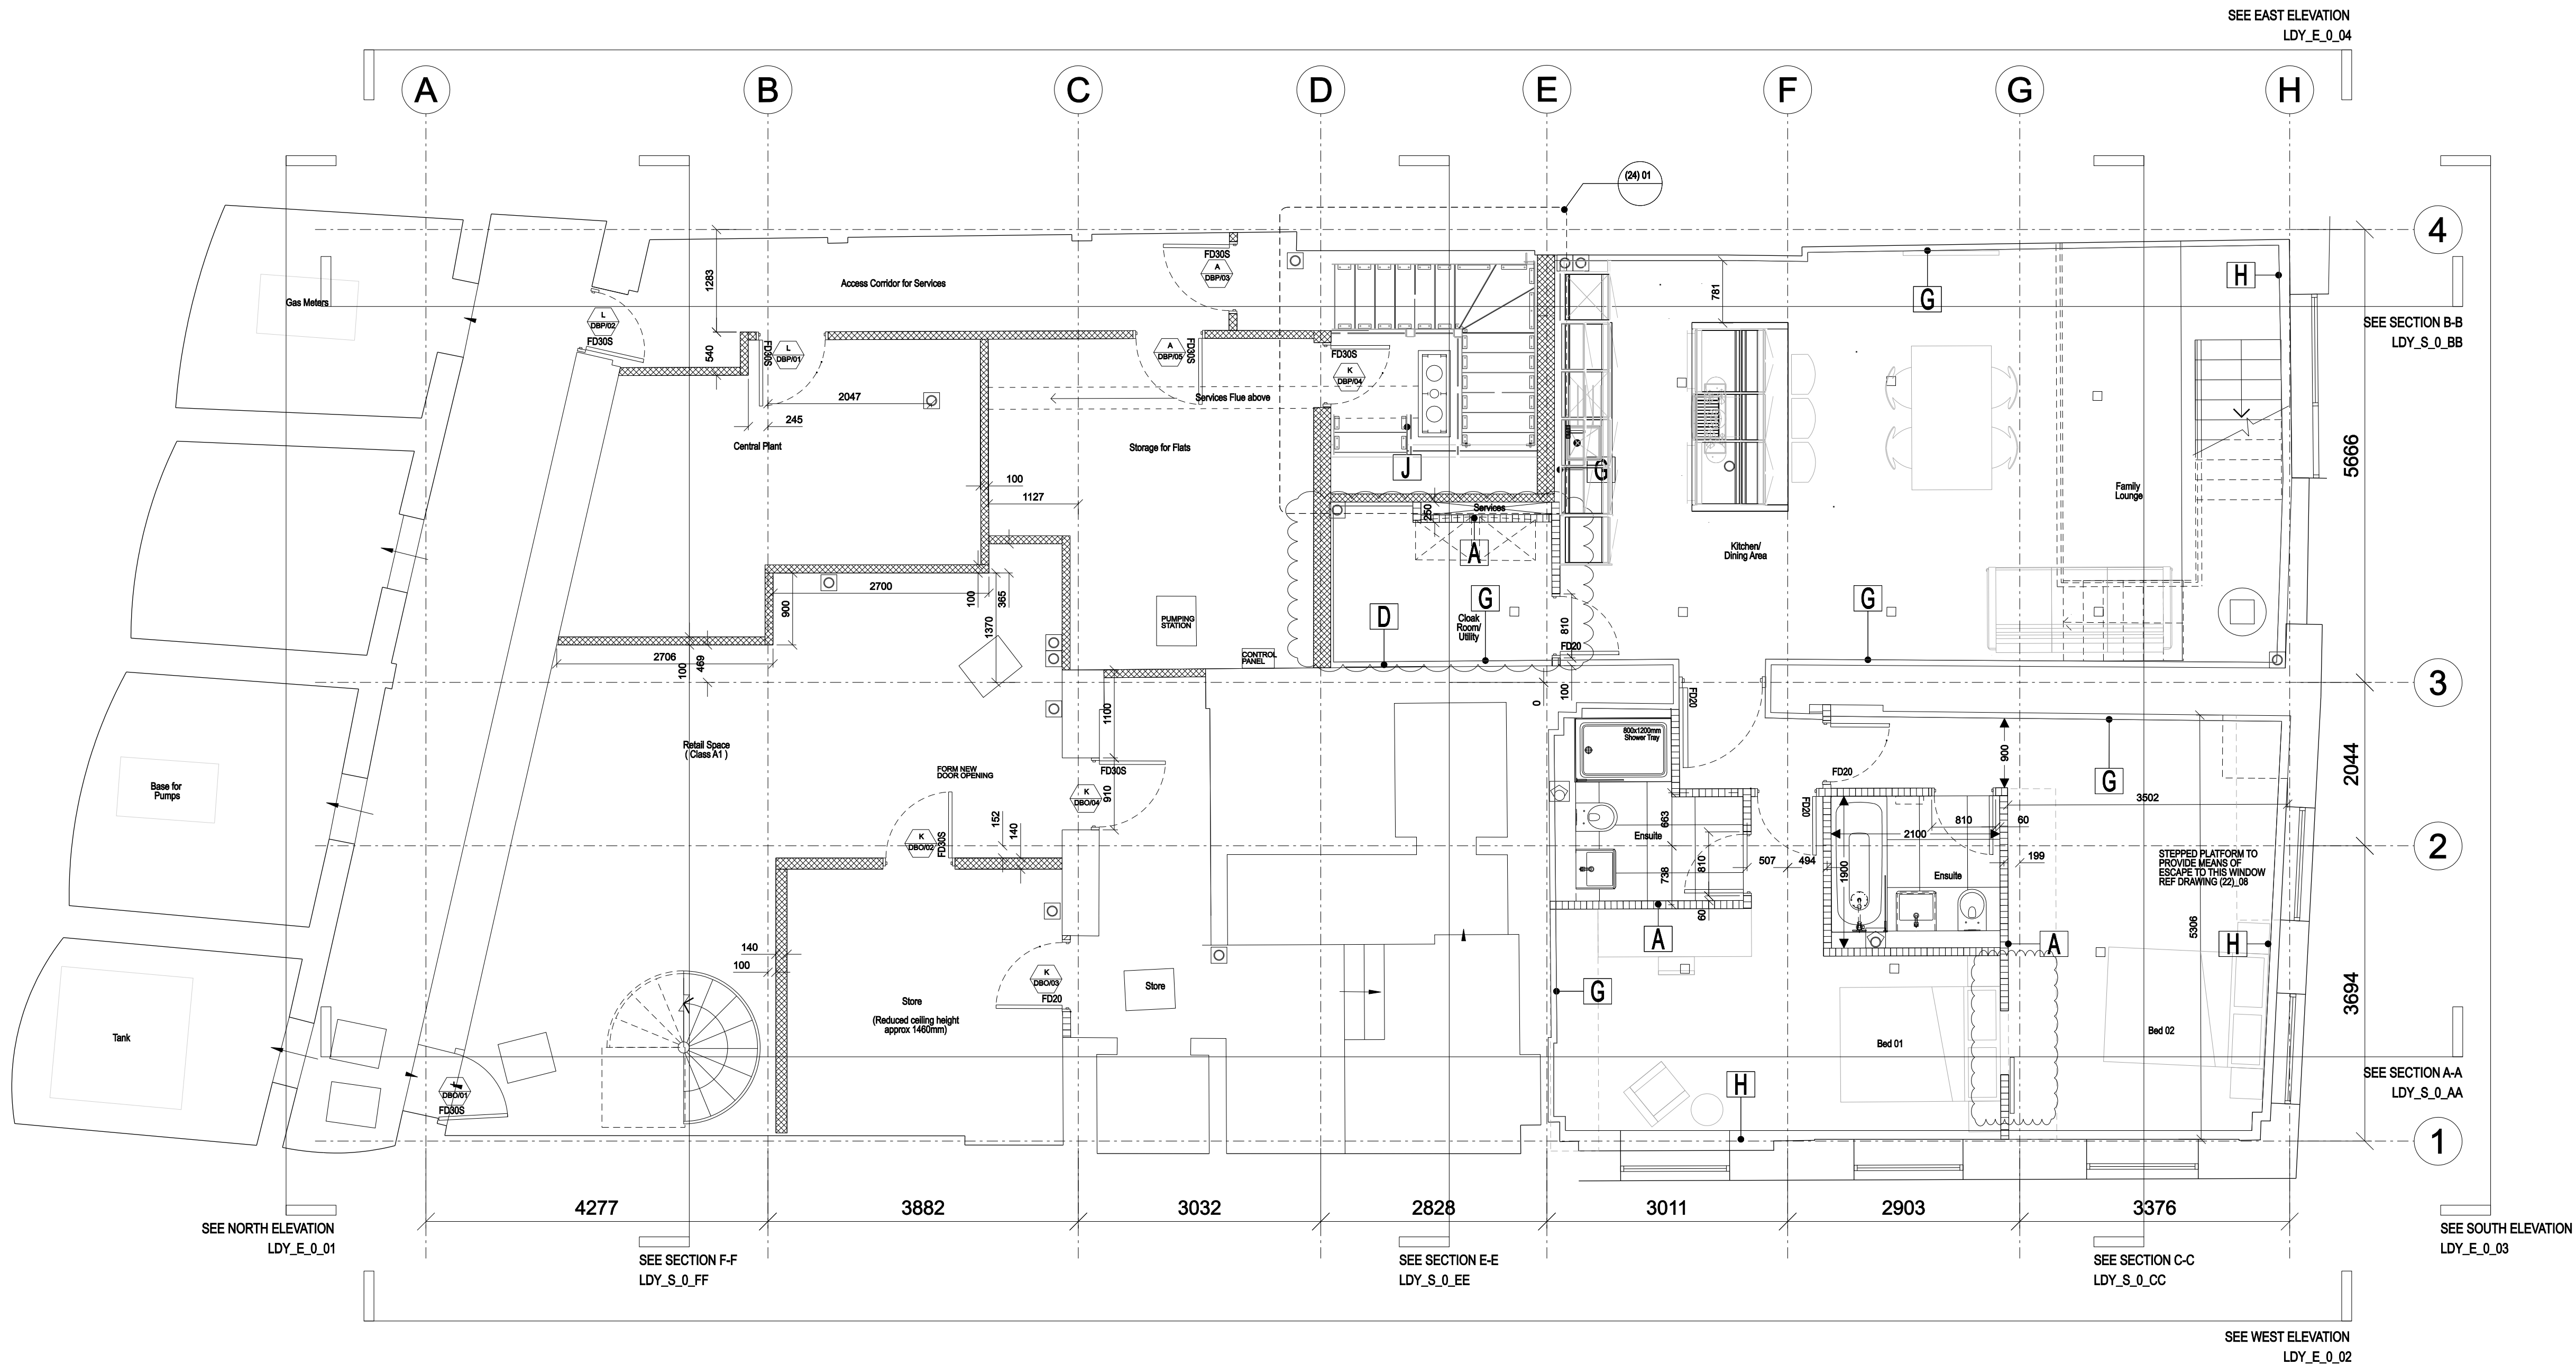 SEE EAST ELEVATION
LDY_E_0_04
A
B
C
D
E
F
G
H
(24) 01
4
FD30S
A
DBP/03
1283
Access Corridor for Services
781
H
G
Gas Meters
L
DBP/02
FD30S
SEE SECTION B-B
LDY_S_0_BB
540
FD30S
L
DBP/01
A
DBP/05
FD30S
FD30S
K
DBP/04
2047
Services Flue above
245
Central Plant
Storage for Flats
J
G
5666
100
1127
Family
Lounge
Services
250
A
Kitchen/
Dining Area
2700
900
100
365
1370
PUMPING
STATION
D
G
G
Cloak
Room/
Utility
810
FD20
CONTROL
PANEL
2706
100
469
100
0
3
FD20
1100
800x1200mm
Shower Tray
Retail Space
( Class A1 )
FORM NEW
DOOR OPENING
FD30S
900
FD20
G
2044
Base for
Pumps
K
DBO/04
910
3502
FD20
152
140
663
Ensuite
2100
810
60
K
DBO/02
FD30S
2
507
494
199
810
738
1900
Ensuite
STEPPED PLATFORM TO
PROVIDE MEANS OF
ESCAPE TO THIS WINDOW
REF DRAWING (22)_08
60
140
100
A
A
5306
H
K
DBO/03
FD20
Store
G
3694
Store
(Reduced ceiling height
approx 1460mm)
Tank
Bed 01
Bed 02
SEE SECTION A-A
LDY_S_0_AA
DBO/01
FD30S
H
1
4277
3882
3032
2828
3011
2903
3376
SEE NORTH ELEVATION
LDY_E_0_01
SEE SOUTH ELEVATION
LDY_E_0_03
SEE SECTION F-F
LDY_S_0_FF
SEE SECTION E-E
LDY_S_0_EE
SEE SECTION C-C
LDY_S_0_CC
SEE WEST ELEVATION
LDY_E_0_02